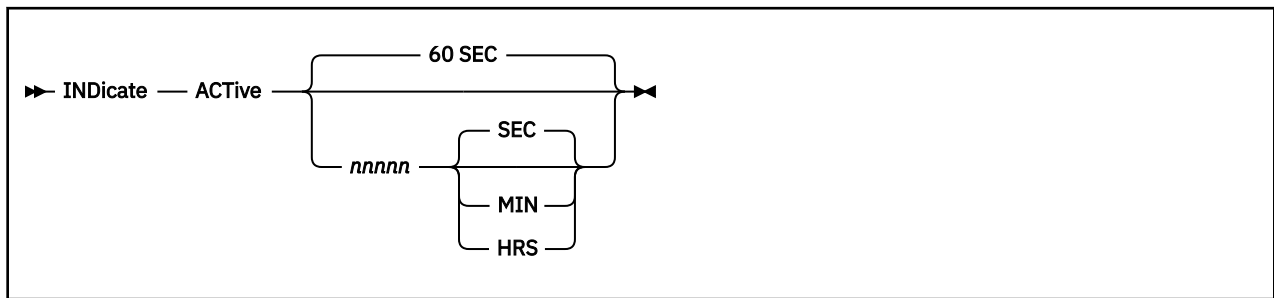 60 SEC
INDicate ACTive
SEC
nnnnn
MIN
HRS